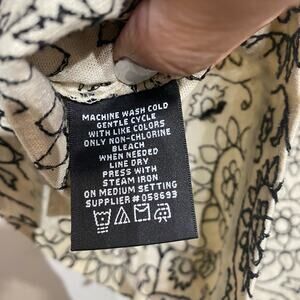 MACHINE WASH COLD
GENTLE CYCLE
WITH LIKE COLORS
ONLY NON-CHLORINE
BLEACH
WHEN NEEDED
LINE DRY
PRESS WITH
STEAM IRON
ON MEDIUM SETTING
SUPPLIER #058693